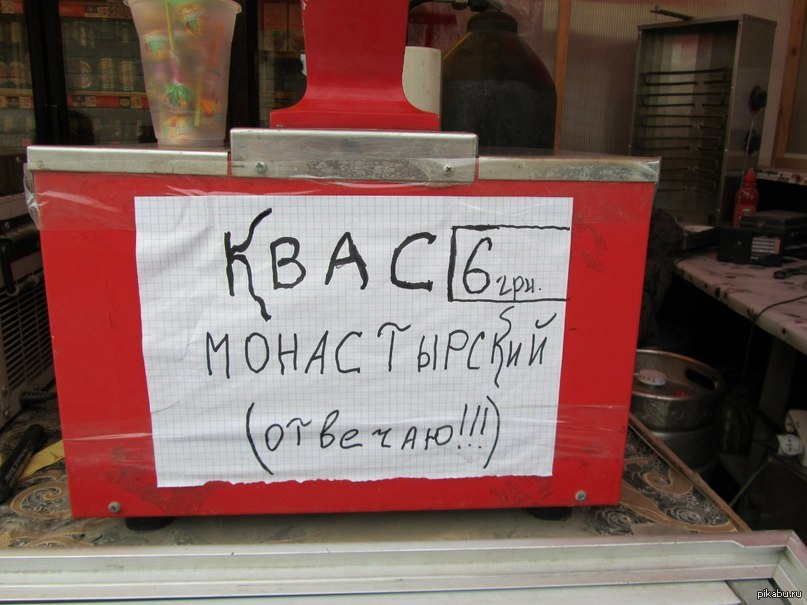 КВАС 6 грн.
МОНАСТЫРСКИЙ
(отвечаю!!!)
pikabu.ru